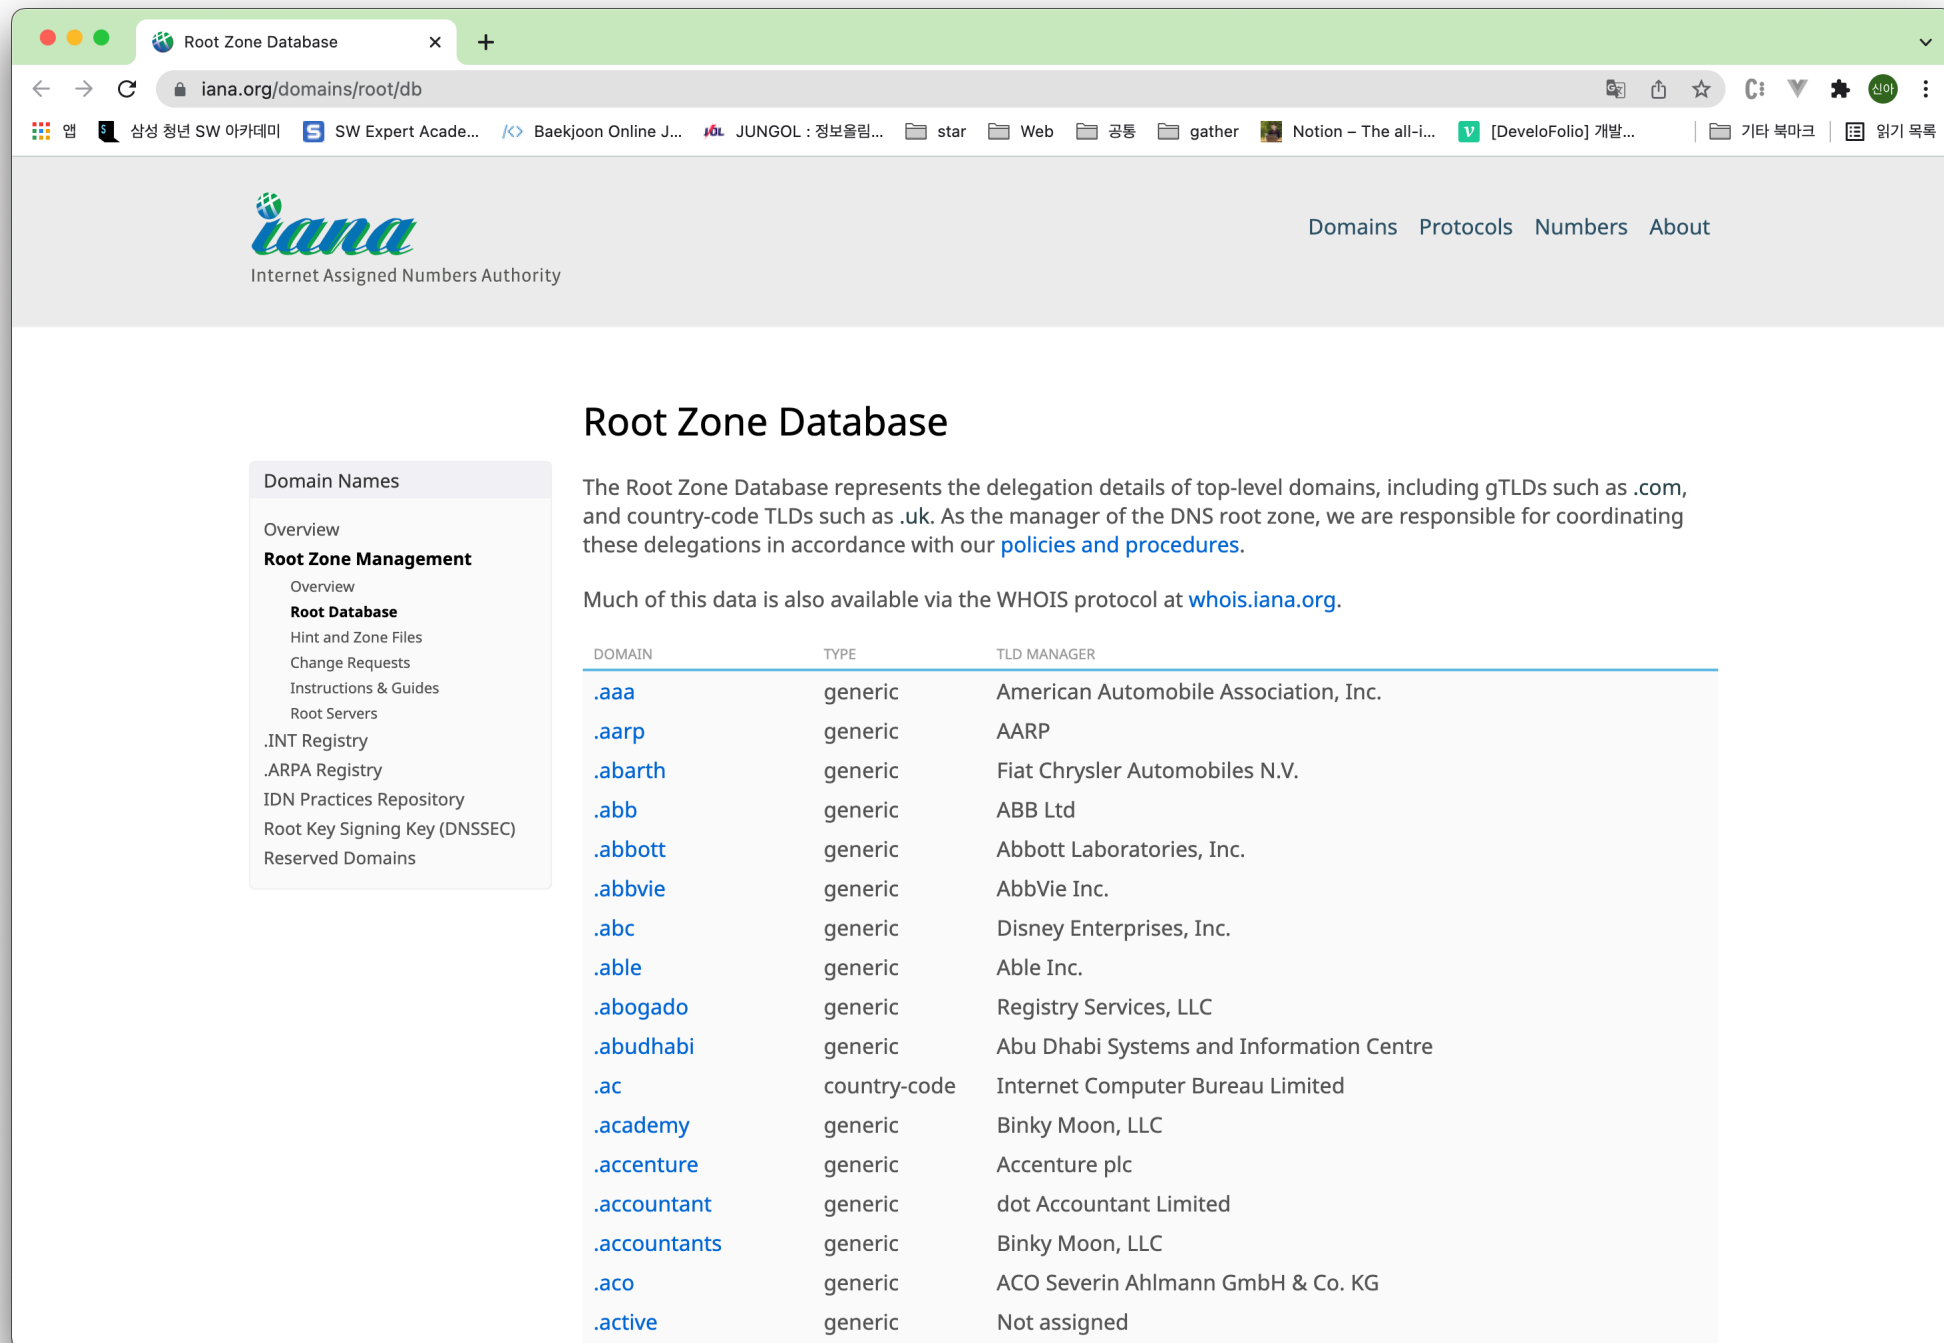 Root Zone Database
iana.org/domains/root/db
신아
앱 삼성 청년 SW 아카데미 SW Expert Acade... Baekjoon Online J... JUNGOL : 정보올림... star Web 공통 gather Notion – The all-i... [DeveloFolio] 개발... 기타 북마크 읽기 목록
iana
Internet Assigned Numbers Authority
Domains Protocols Numbers About
Root Zone Database
Domain Names
Overview
Root Zone Management
Overview
Root Database
Hint and Zone Files
Change Requests
Instructions & Guides
Root Servers
.INT Registry
.ARPA Registry
IDN Practices Repository
Root Key Signing Key (DNSSEC)
Reserved Domains
The Root Zone Database represents the delegation details of top-level domains, including gTLDs such as .com,
and country-code TLDs such as .uk. As the manager of the DNS root zone, we are responsible for coordinating
these delegations in accordance with our policies and procedures.
Much of this data is also available via the WHOIS protocol at whois.iana.org.
DOMAIN TYPE TLD MANAGER
.aaa generic American Automobile Association, Inc.
.aarp generic AARP
.abarth generic Fiat Chrysler Automobiles N.V.
.abb generic ABB Ltd
.abbott generic Abbott Laboratories, Inc.
.abbvie generic AbbVie Inc.
.abc generic Disney Enterprises, Inc.
.able generic Able Inc.
.abogado generic Registry Services, LLC
.abudhabi generic Abu Dhabi Systems and Information Centre
.ac country-code Internet Computer Bureau Limited
.academy generic Binky Moon, LLC
.accenture generic Accenture plc
.accountant generic dot Accountant Limited
.accountants generic Binky Moon, LLC
.aco generic ACO Severin Ahlmann GmbH & Co. KG
.active generic Not assigned